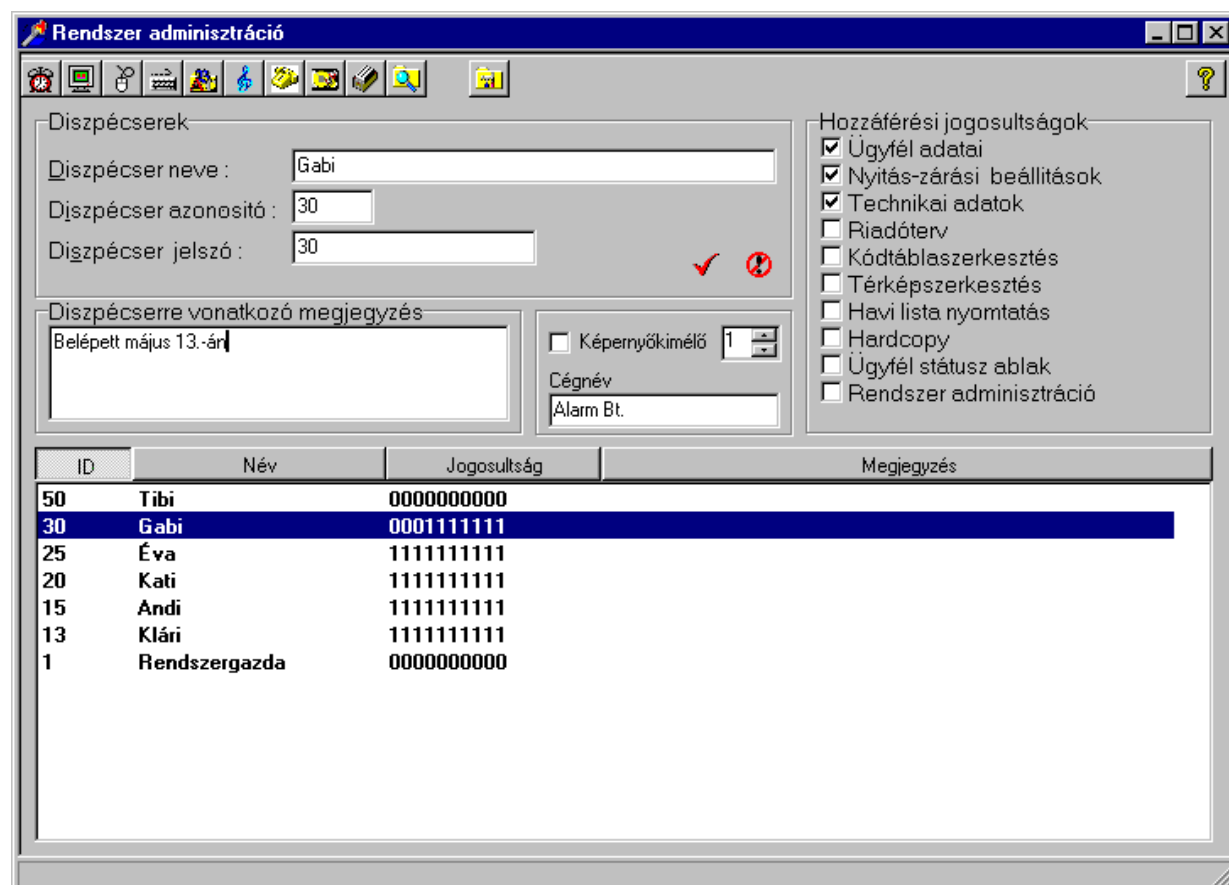 Rendszer adminisztráció
Diszpécserek
Diszpécser neve : Gabi
Diszpécser azonositó : 30
Diszpécser jelszó : 30
Hozzáférési jogosultságok
Ügyfél adatai
Nyitás-zárási beállitások
Technikai adatok
Riadóterv
Kódtáblaszerkesztés
Térképszerkesztés
Havi lista nyomtatás
Hardcopy
Ügyfél státusz ablak
Rendszer adminisztráció
Diszpécserre vonatkozó megjegyzés
Belépett május 13.-án
Képernyőkimélő 1
Cégnév
Alarm Bt.
ID Név Jogosultság Megjegyzés
50 Tibi 0000000000
30 Gabi 0001111111
25 Éva 1111111111
20 Kati 1111111111
15 Andi 1111111111
13 Klári 1111111111
1 Rendszergazda 0000000000